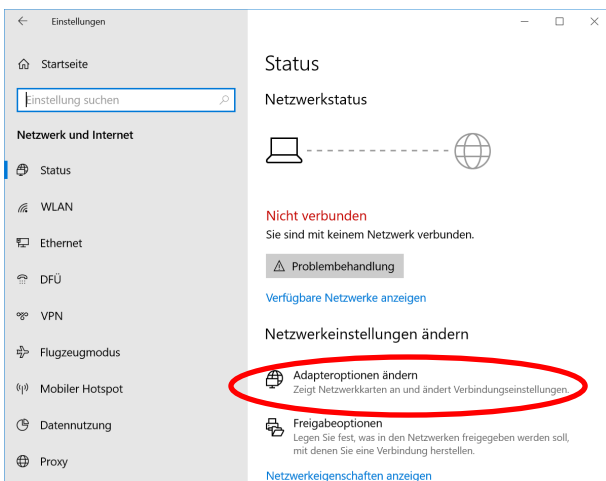 Einstellungen
Startseite
Einstellung suchen
Netzwerk und Internet
Status
WLAN
Ethernet
DFÜ
VPN
Flugzeugmodus
Mobiler Hotspot
Datennutzung
Proxy
Status
Netzwerkstatus
Nicht verbunden
Sie sind mit keinem Netzwerk verbunden.
Problembehandlung
Verfügbare Netzwerke anzeigen
Netzwerkeinstellungen ändern
Adapteroptionen ändern
Zeigt Netzwerkkarten an und ändert Verbindungseinstellungen.
Freigabeoptionen
Legen Sie fest, was in den Netzwerken freigegeben werden soll,
mit denen Sie eine Verbindung herstellen.
Netzwerkeigenschaften anzeigen